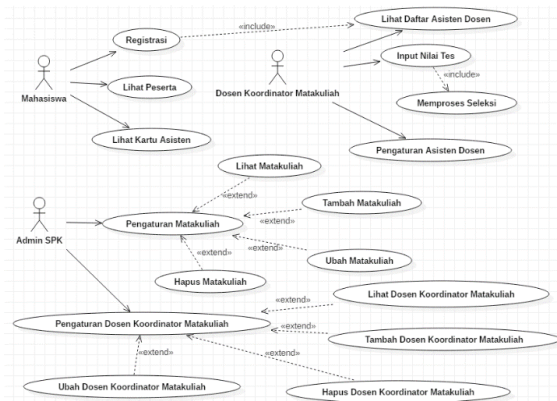 Lihat Daftar Asisten Dosen
Registrasi
«include»
Input Nilai Tes
«include»
Mahasiswa
Lihat Peserta
Dosen Koordinator Matakuliah
Memproses Seleksi
Lihat Kartu Asisten
Pengaturan Asisten Dosen
Lihat Matakuliah
«extend»
Tambah Matakuliah
Admin SPK
Pengaturan Matakuliah
«extend»
«extend»
«extend»
Ubah Matakuliah
Hapus Matakuliah
Lihat Dosen Koordinator Matakuliah
«extend»
Pengaturan Dosen Koordinator Matakuliah
«extend»
Tambah Dosen Koordinator Matakuliah
«extend»
«extend»
Ubah Dosen Koordinator Matakuliah
Hapus Dosen Koordinator Matakuliah